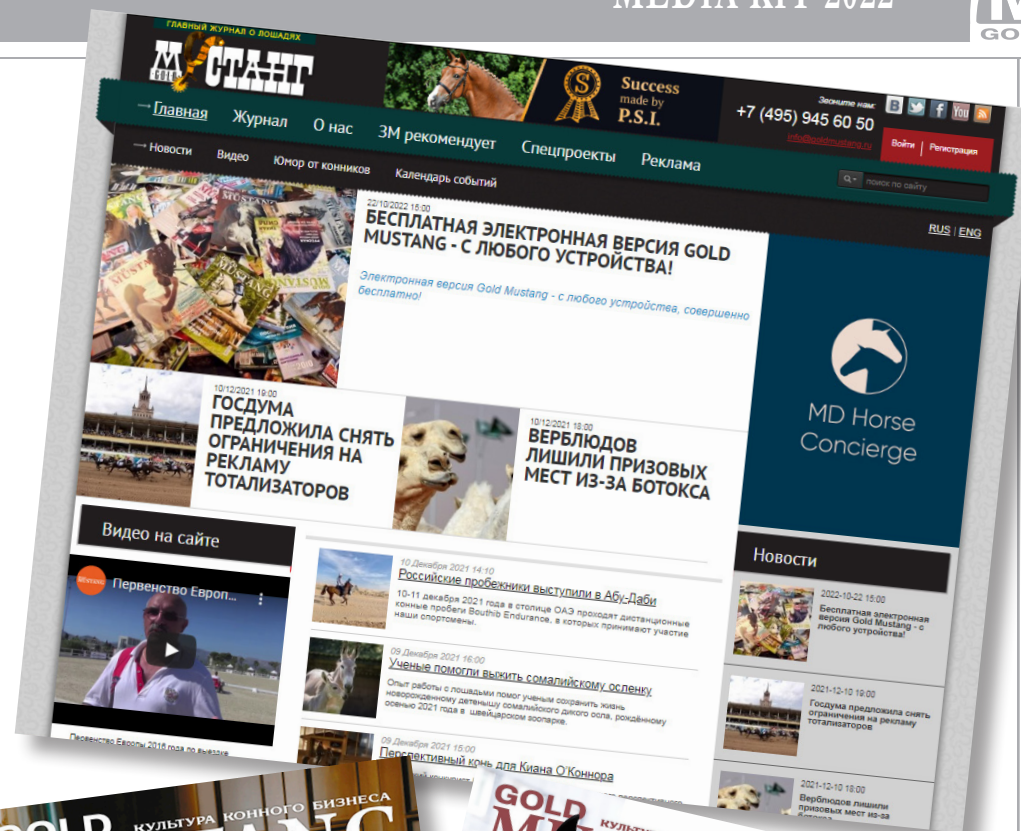 MEDIA KIT 2022
ГЛАВНЫЙ ЖУРНАЛ О ЛОШАДЯХ
МУСТАНГ
GOLD
Success
made by
P.S.I.
Звоните нам:
+7 (495) 945 60 50
info@goldmustang.ru
Войти | Регистрация
Главная Журнал О нас ЗМ рекомендует Спецпроекты Реклама
поиск по сайту
Новости Видео Юмор от конников Календарь событий
RUS | ENG
22/10/2022 15:00
БЕСПЛАТНАЯ ЭЛЕКТРОННАЯ ВЕРСИЯ GOLD
MUSTANG - С ЛЮБОГО УСТРОЙСТВА!
Электронная версия Gold Mustang - с любого устройства, совершенно
бесплатно!
MD Horse
Concierge
10/12/2021 19:00
ГОСДУМА
ПРЕДЛОЖИЛА СНЯТЬ
ОГРАНИЧЕНИЯ НА
РЕКЛАМУ
ТОТАЛИЗАТОРОВ
10/12/2021 18:00
ВЕРБЛЮДОВ
ЛИШИЛИ ПРИЗОВЫХ
МЕСТ ИЗ-ЗА БОТОКСА
Видео на сайте
Первенство Европ...
Первенство Европы 2016 года по выездке
10 Декабря 2021 14:10
Российские пробежники выступили в Абу-Даби
10-11 декабря 2021 года в столице ОАЭ проходят дистанционные
конные пробеги Bouthib Endurance, в которых принимают участие
наши спортсмены.
09 Декабря 2021 16:00
Ученые помогли выжить сомалийскому осленку
Опыт работы с лошадьми помог ученым сохранить жизнь
новорожденному детенышу сомалийского дикого осла, рождённому
осенью 2021 года в швейцарском зоопарке.
09 Декабря 2021 15:00
Перспективный конь для Киана О'Коннора
Новости
2022-10-22 15:00
Бесплатная электронная
версия Gold Mustang - с
любого устройства!
2021-12-10 19:00
Госдума предложила снять
ограничения на рекламу
тотализаторов
2021-12-10 18:00
Верблюдов лишили
призовых мест из-за
ботокса
GOLD
КУЛЬТУРА КОННОГО БИЗНЕСА
GOLD